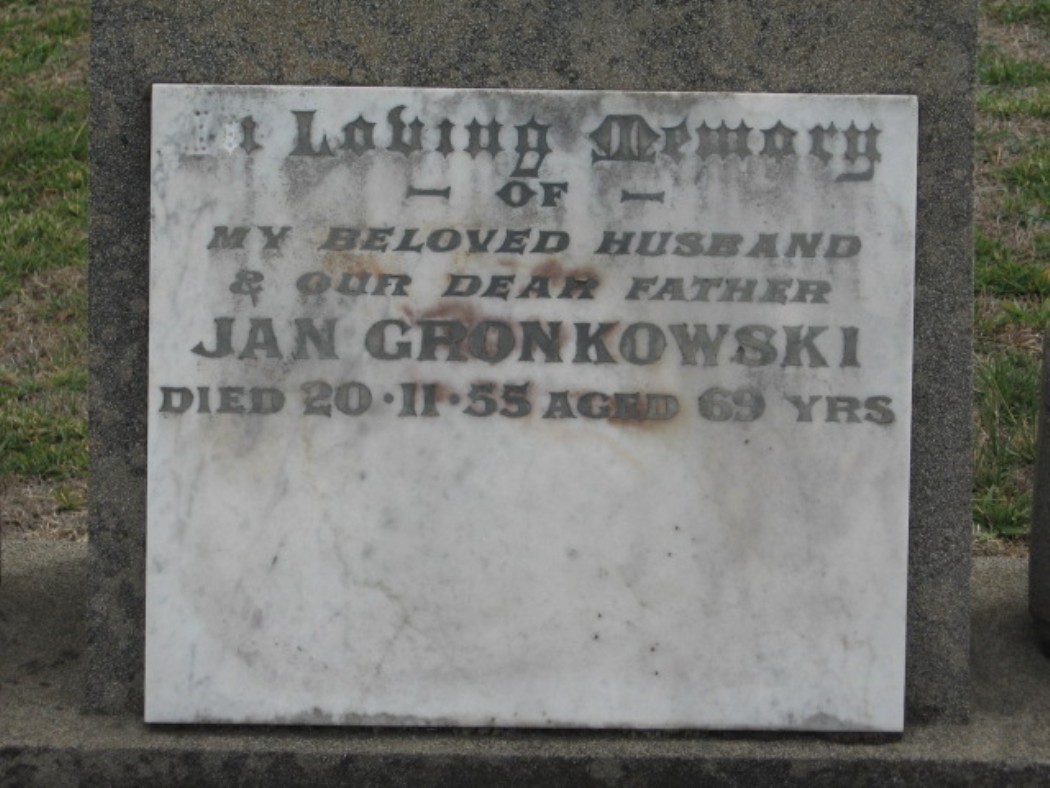 In Loving Memory
- OF -
MY BELOVED HUSBAND
& OUR DEAR FATHER
JAN GRONKOWSKI
DIED 20·11·55 AGED 69 YRS